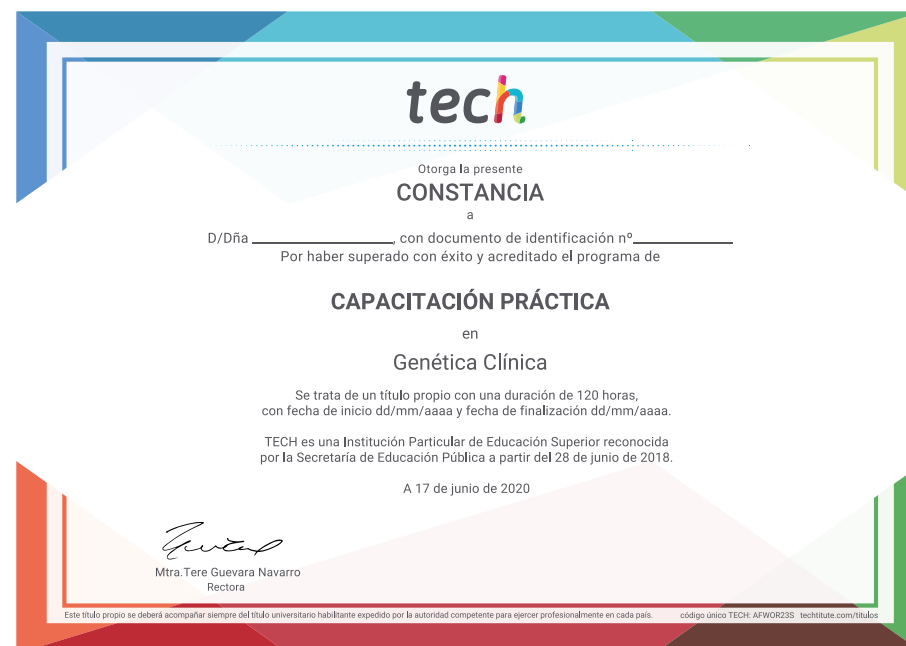 tech
Otorga la presente
CONSTANCIA
a
D/Dña ____________________, con documento de identificación nº______________
Por haber superado con éxito y acreditado el programa de
CAPACITACIÓN PRÁCTICA
en
Genética Clínica
Se trata de un título propio con una duración de 120 horas,
con fecha de inicio dd/mm/aaaa y fecha de finalización dd/mm/aaaa.
TECH es una Institución Particular de Educación Superior reconocida
por la Secretaría de Educación Pública a partir del 28 de junio de 2018.
A 17 de junio de 2020
Mtra.Tere Guevara Navarro
Rectora
Este título propio se deberá acompañar siempre del título universitario habilitante expedido por la autoridad competente para ejercer profesionalmente en cada país. código único TECH: AFWOR23S techtitute.com/titulos